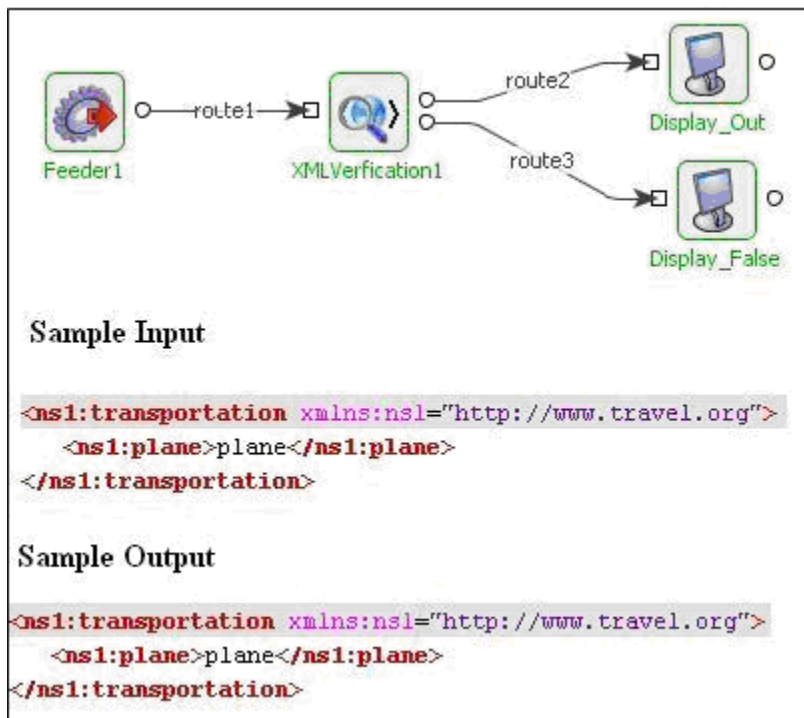 route2
Display_Out
route1
Feeder1
XMLVerfication1
route3
Display_False
Sample Input
<ns1:transportation xmlns:nsl="http://www.travel.org">
<ns1:plane>plane</ns1:plane>
</ns1:transportation>
Sample Output
<ns1:transportation xmlns:nsl="http://www.travel.org">
<ns1:plane>plane</ns1:plane>
</ns1:transportation>